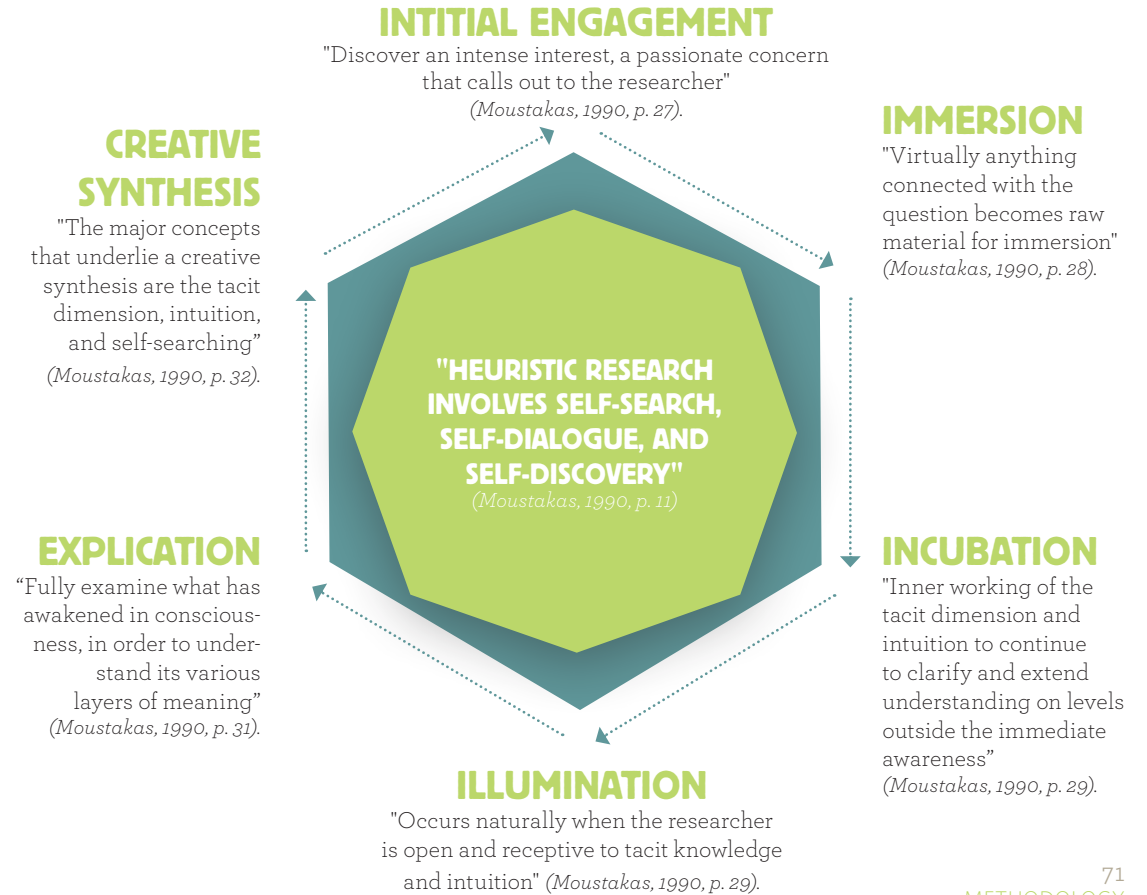 INTITIAL ENGAGEMENT
"Discover an intense interest, a passionate concern
that calls out to the researcher"
(Moustakas, 1990, p. 27).
IMMERSION
"Virtually anything
connected with the
question becomes raw
material for immersion"
(Moustakas, 1990, p. 28).
INCUBATION
"Inner working of the
tacit dimension and
intuition to continue
to clarify and extend
understanding on levels
outside the immediate
awareness”
(Moustakas, 1990, p. 29).
ILLUMINATION
"Occurs naturally when the researcher
is open and receptive to tacit knowledge
and intuition" (Moustakas, 1990, p. 29).
EXPLICATION
“Fully examine what has
awakened in conscious-
ness, in order to under-
stand its various
layers of meaning”
(Moustakas, 1990, p. 31).
CREATIVE
SYNTHESIS
"The major concepts
that underlie a creative
synthesis are the tacit
dimension, intuition,
and self-searching”
(Moustakas, 1990, p. 32).
"HEURISTIC RESEARCH
INVOLVES SELF-SEARCH,
SELF-DIALOGUE, AND
SELF-DISCOVERY"
(Moustakas, 1990, p. 11)
71
METHODOLOGY